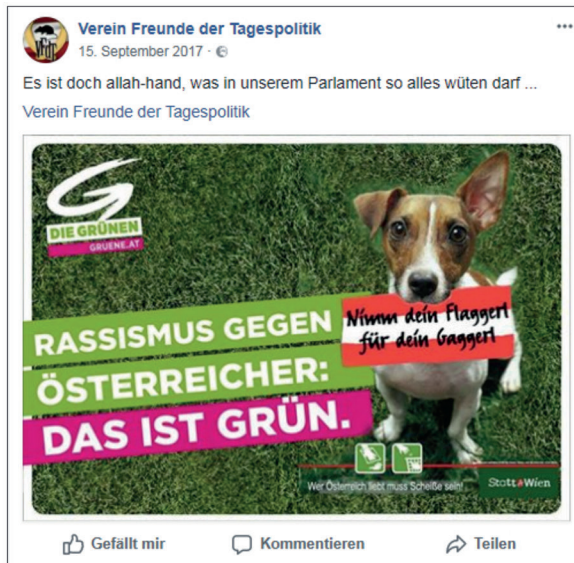 Verein Freunde der Tagespolitik
15. September 2017 ·
Es ist doch allah-hand, was in unserem Parlament so alles wüten darf ...
Verein Freunde der Tagespolitik
DIE GRÜNEN
GRUENE.AT
RASSISMUS GEGEN
ÖSTERREICHER:
DAS IST GRÜN.
Nimm dein Flaggerl
für dein Gaggerl
Wer Österreich liebt muss Scheiße sein!
Stadt Wien
Gefällt mir
Kommentieren
Teilen